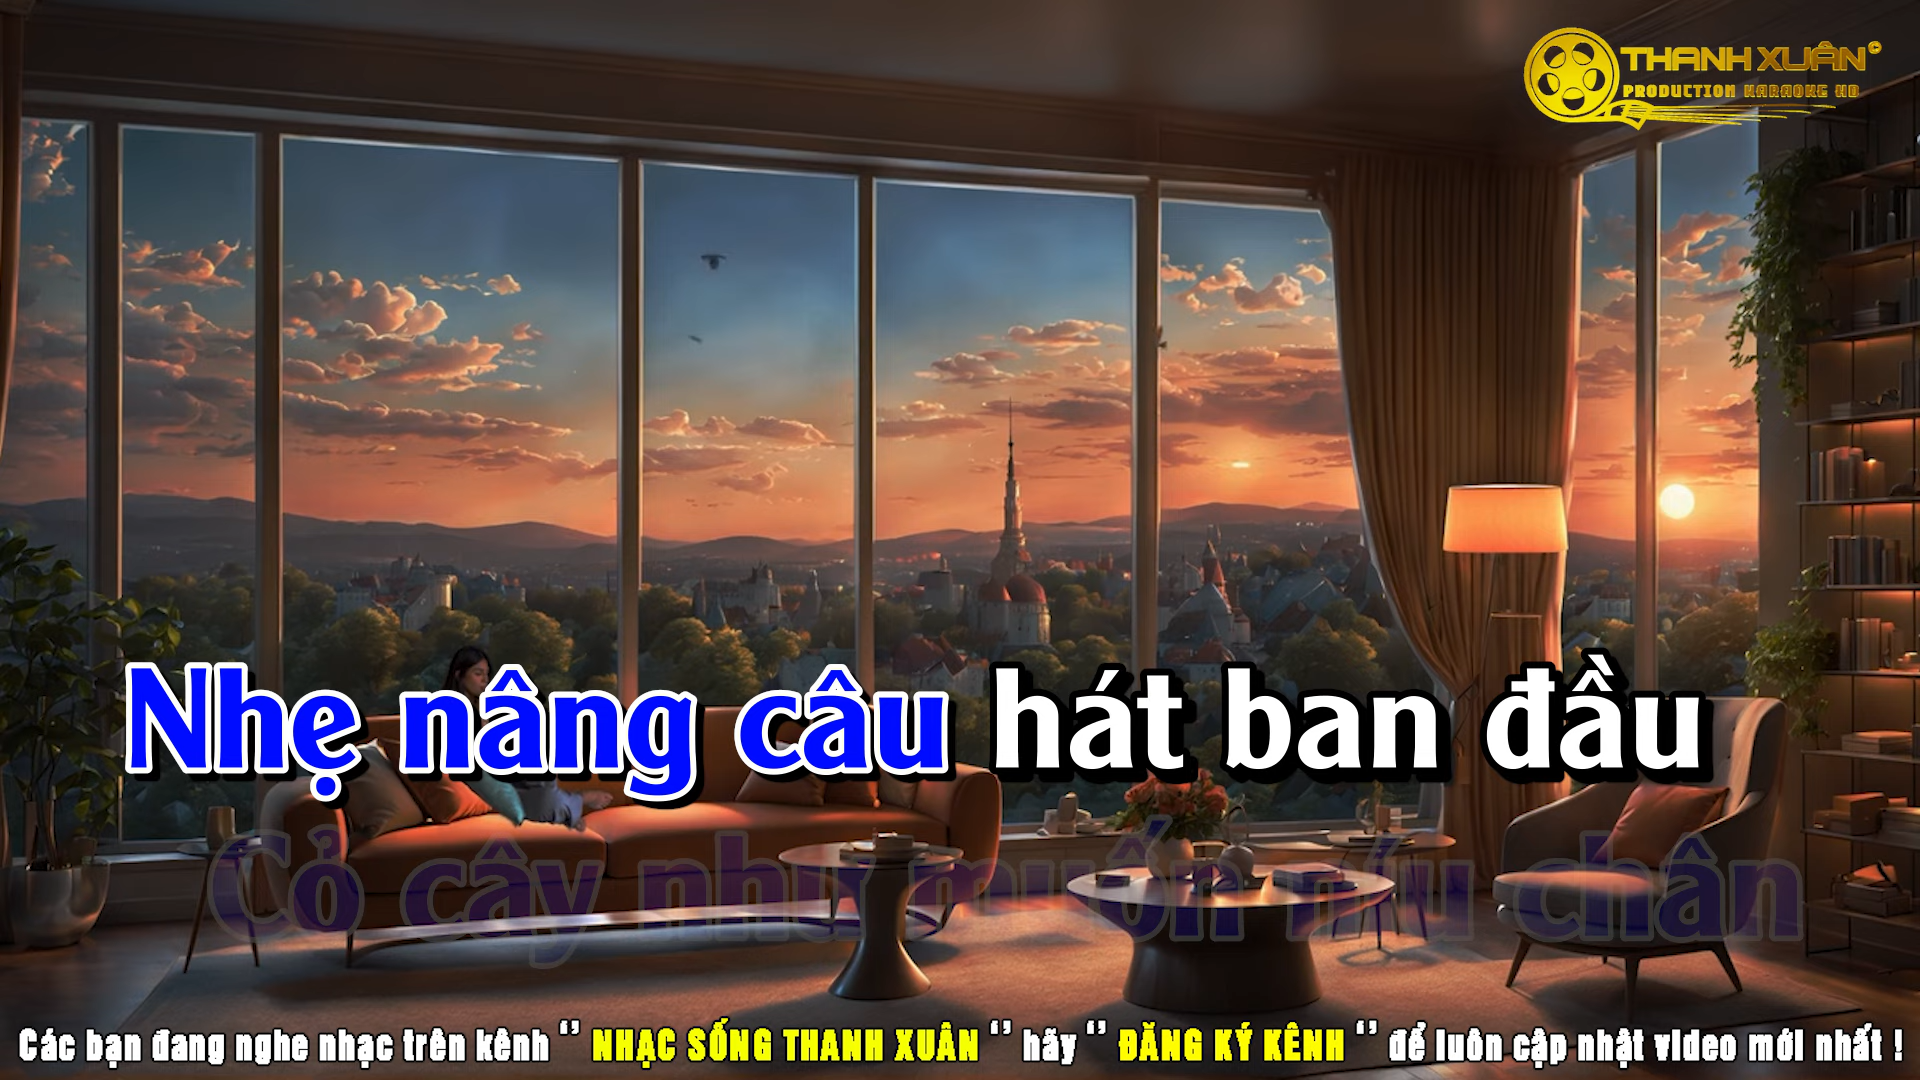 THANH XUÂN
PRODUCTION KARAOKE HD
Nhẹ nâng câu hát ban đầu
Cỏ cây như muốn níu chân
Các bạn đang nghe nhạc trên kênh “ NHẠC SỐNG THANH XUÂN “ hãy “ ĐĂNG KÝ KÊNH “ để luôn cập nhật video mới nhất !